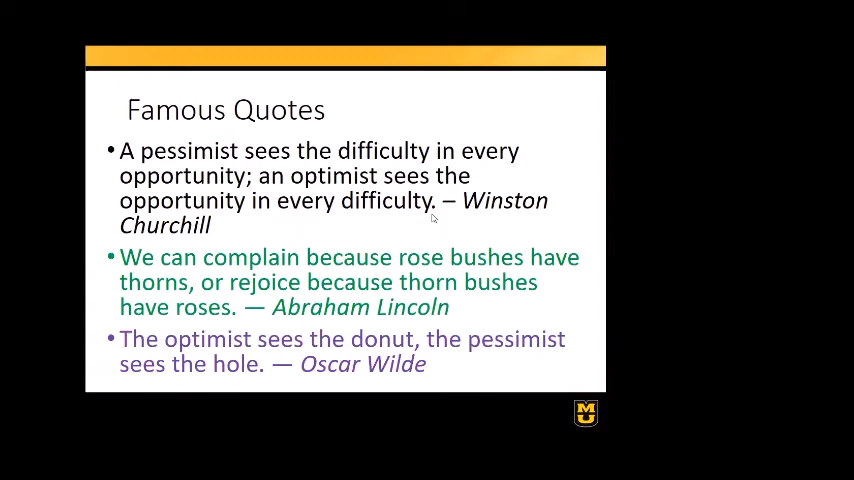 Famous Quotes
• A pessimist sees the difficulty in every
opportunity; an optimist sees the
opportunity in every difficulty. – Winston
Churchill
• We can complain because rose bushes have
thorns, or rejoice because thorn bushes
have roses. — Abraham Lincoln
• The optimist sees the donut, the pessimist
sees the hole. — Oscar Wilde
MU